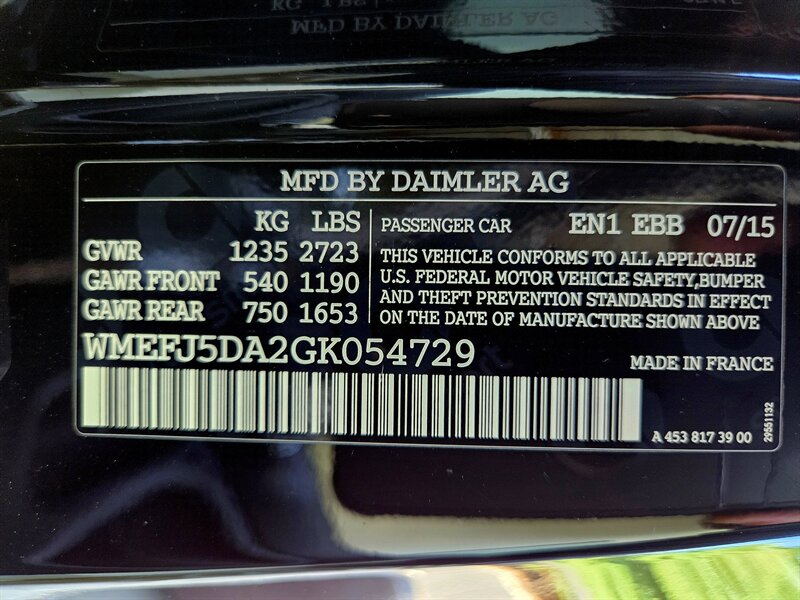 MFD BY DAIMLER AG
KG LBS
GVWR 1235 2723
GAWR FRONT 540 1190
GAWR REAR 750 1653
PASSENGER CAR EN1 EBB 07/15
THIS VEHICLE CONFORMS TO ALL APPLICABLE
U.S. FEDERAL MOTOR VEHICLE SAFETY,BUMPER
AND THEFT PREVENTION STANDARDS IN EFFECT
ON THE DATE OF MANUFACTURE SHOWN ABOVE
WMEFJ5DA2GK054729
MADE IN FRANCE
A 453 817 39 00
29551132